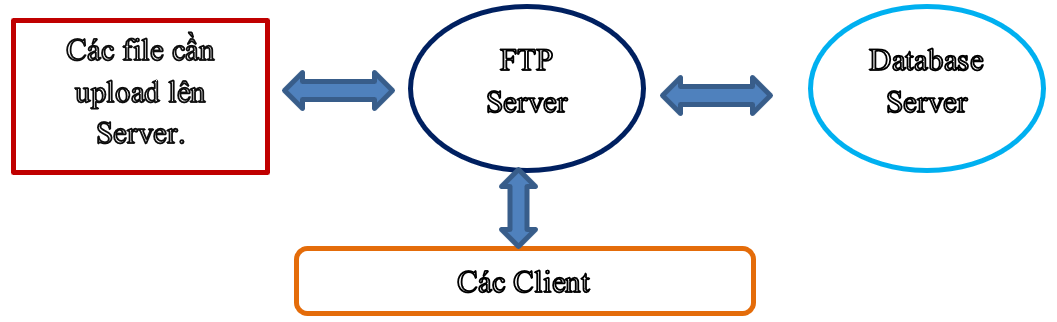 Các file cần
upload lên
Server.
FTP
Server
Database
Server
Các Client